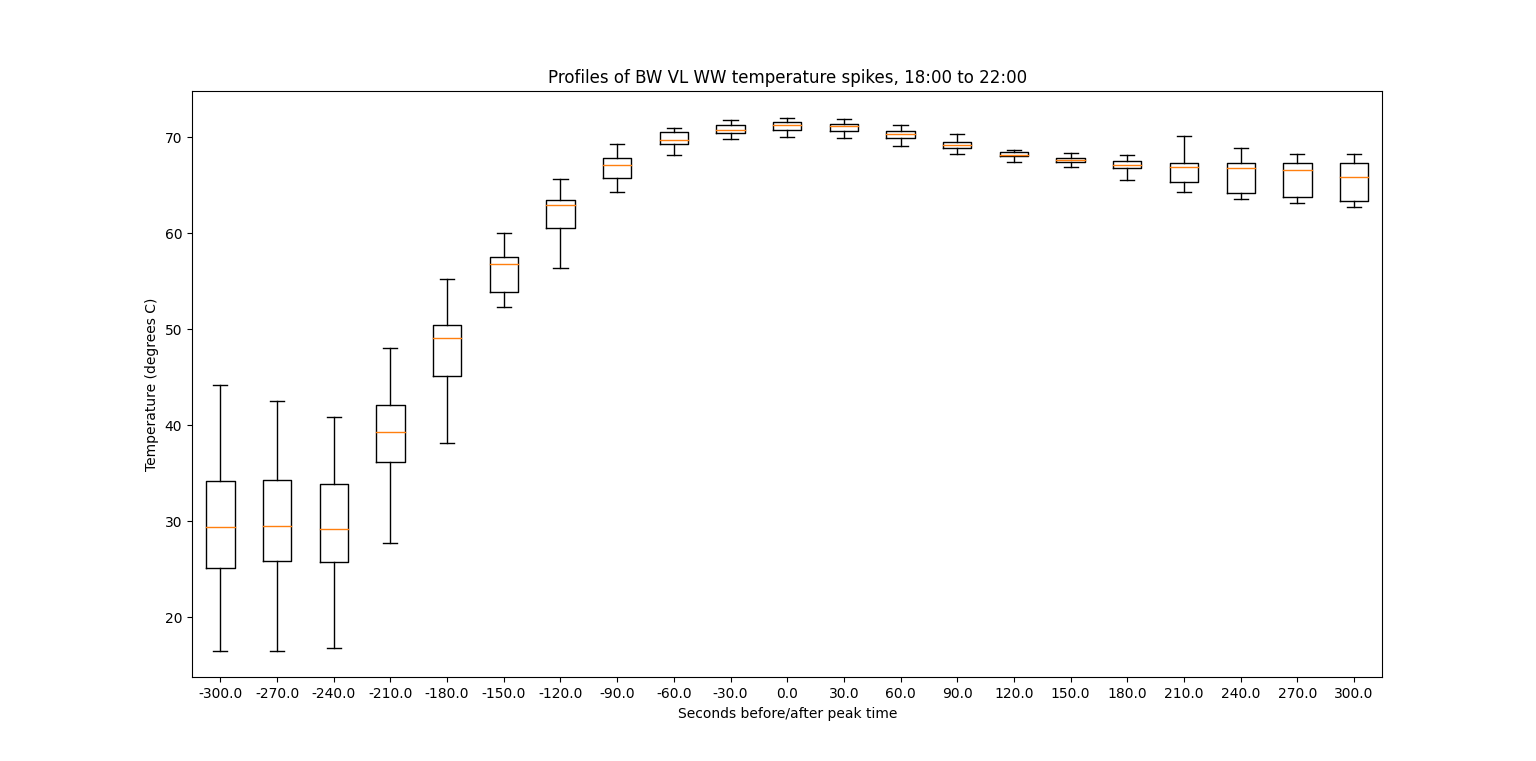 Profiles of BW VL WW temperature spikes, 18:00 to 22:00
Temperature (degrees C)
70
60
50
40
30
20
-300.0 -270.0 -240.0 -210.0 -180.0 -150.0 -120.0 -90.0 -60.0 -30.0 0.0 30.0 60.0 90.0 120.0 150.0 180.0 210.0 240.0 270.0 300.0
Seconds before/after peak time